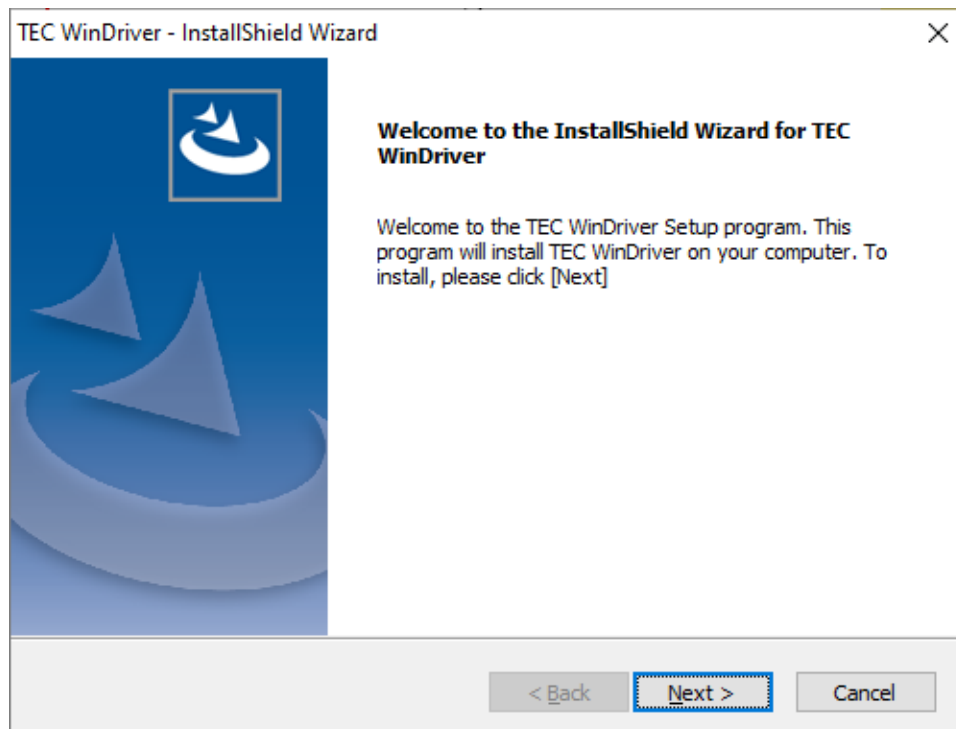 TEC WinDriver - InstallShield Wizard
Welcome to the InstallShield Wizard for TEC
WinDriver
Welcome to the TEC WinDriver Setup program. This
program will install TEC WinDriver on your computer. To
install, please click [Next]
< Back
Next >
Cancel